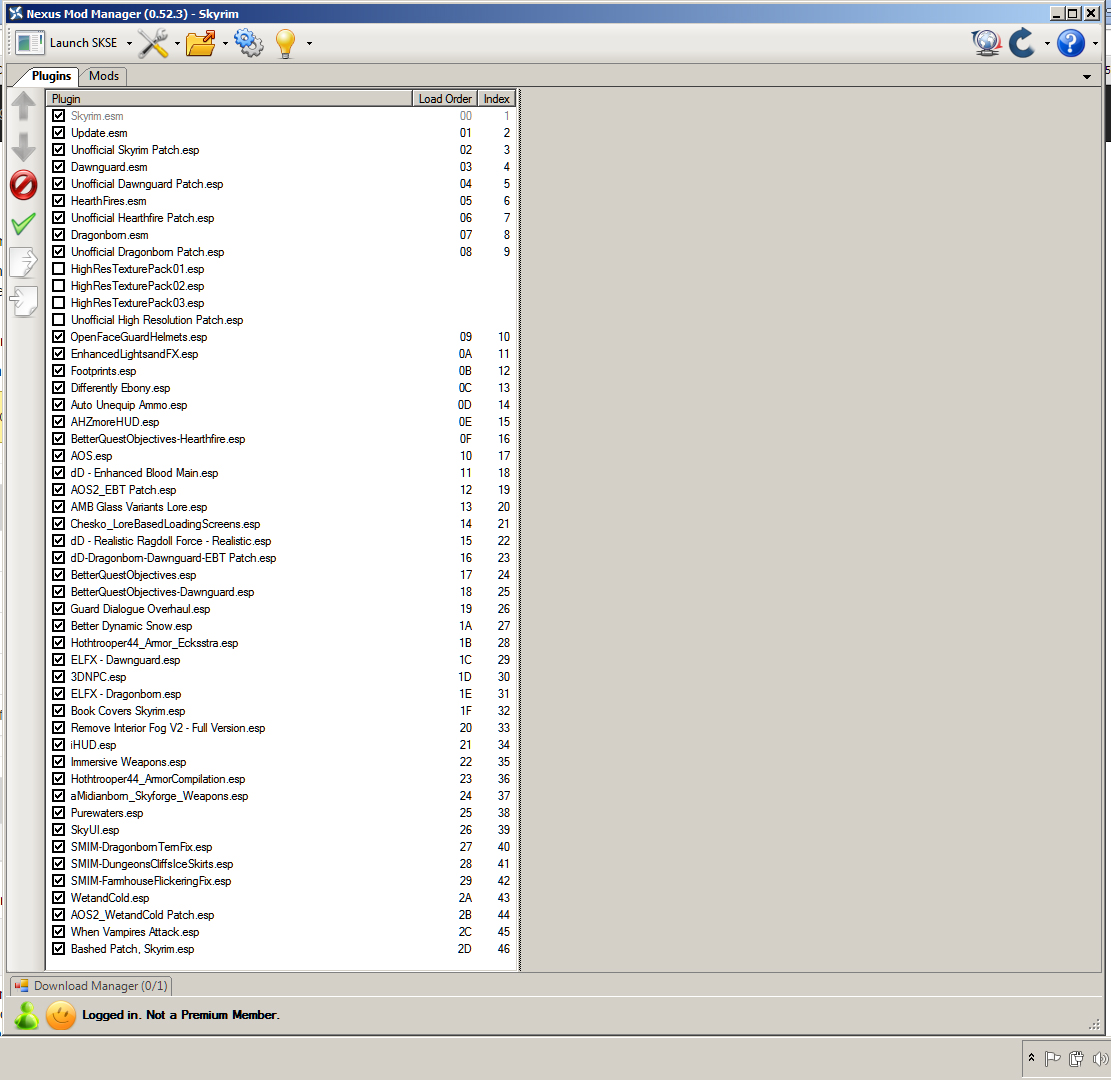 Nexus Mod Manager (0.52.3) - Skyrim
Launch SKSE
Plugins Mods
Plugin Load Order Index
Skyrim.esm 00 1
Update.esm 01 2
Unofficial Skyrim Patch.esp 02 3
Dawnguard.esm 03 4
Unofficial Dawnguard Patch.esp 04 5
HearthFires.esm 05 6
Unofficial Hearthfire Patch.esp 06 7
Dragonborn.esm 07 8
Unofficial Dragonborn Patch.esp 08 9
HighResTexturePack01.esp
HighResTexturePack02.esp
HighResTexturePack03.esp
Unofficial High Resolution Patch.esp
OpenFaceGuardHelmets.esp 09 10
EnhancedLightsandFX.esp 0A 11
Footprints.esp 0B 12
Differently Ebony.esp 0C 13
Auto Unequip Ammo.esp 0D 14
AHZmoreHUD.esp 0E 15
BetterQuestObjectives-Hearthfire.esp 0F 16
AOS.esp 10 17
dD - Enhanced Blood Main.esp 11 18
AOS2_EBT Patch.esp 12 19
AMB Glass Variants Lore.esp 13 20
Chesko_LoreBasedLoadingScreens.esp 14 21
dD - Realistic Ragdoll Force - Realistic.esp 15 22
dD-Dragonborn-Dawnguard-EBT Patch.esp 16 23
BetterQuestObjectives.esp 17 24
BetterQuestObjectives-Dawnguard.esp 18 25
Guard Dialogue Overhaul.esp 19 26
Better Dynamic Snow.esp 1A 27
Hothtrooper44_Armor_Ecksstra.esp 1B 28
ELFX - Dawnguard.esp 1C 29
3DNPC.esp 1D 30
ELFX - Dragonborn.esp 1E 31
Book Covers Skyrim.esp 1F 32
Remove Interior Fog V2 - Full Version.esp 20 33
iHUD.esp 21 34
Immersive Weapons.esp 22 35
Hothtrooper44_ArmorCompilation.esp 23 36
aMidianborn_Skyforge_Weapons.esp 24 37
Purewaters.esp 25 38
SkyUI.esp 26 39
SMIM-DragonbornTernFix.esp 27 40
SMIM-DungeonsCliffsIceSkirts.esp 28 41
SMIM-FarmhouseFlickeringFix.esp 29 42
WetandCold.esp 2A 43
AOS2_WetandCold Patch.esp 2B 44
When Vampires Attack.esp 2C 45
Bashed Patch, Skyrim.esp 2D 46
Download Manager (0/1)
Logged in. Not a Premium Member.